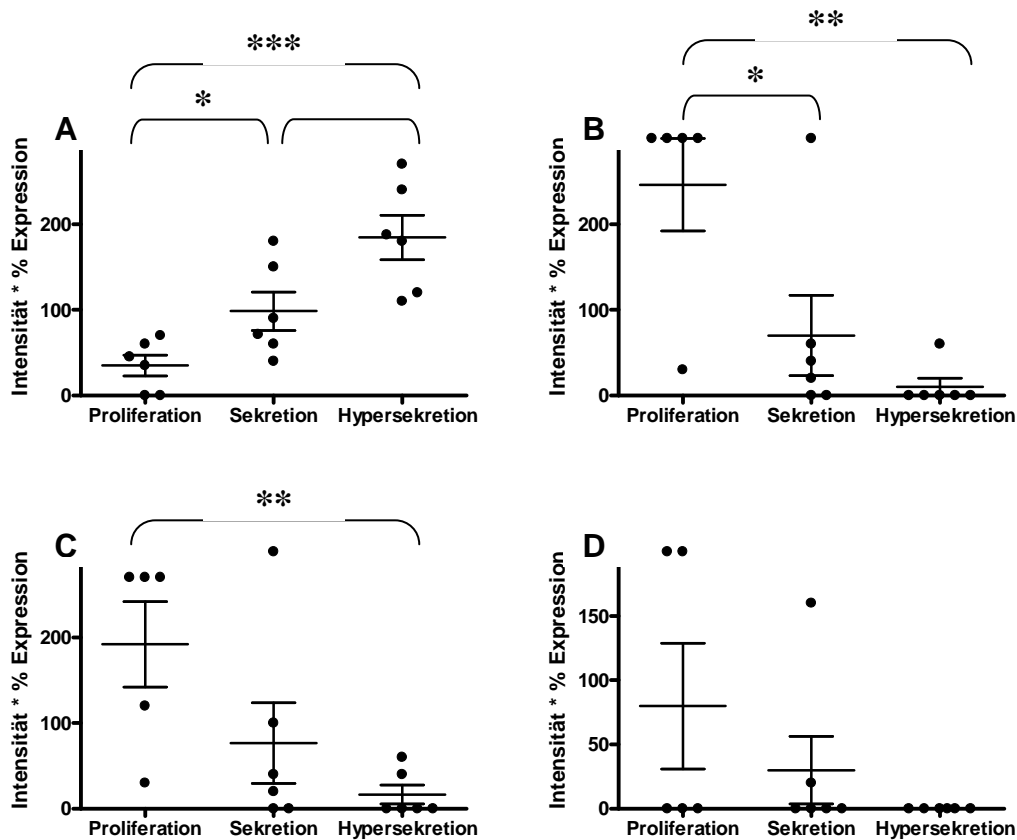 ***
*
A
Intensität * % Expression
200
100
0
Proliferation Sekretion Hypersekretion
**
*
B
Intensität * % Expression
200
100
0
Proliferation Sekretion Hypersekretion
**
C
Intensität * % Expression
200
100
0
Proliferation Sekretion Hypersekretion
D
Intensität * % Expression
150
100
50
0
Proliferation Sekretion Hypersekretion